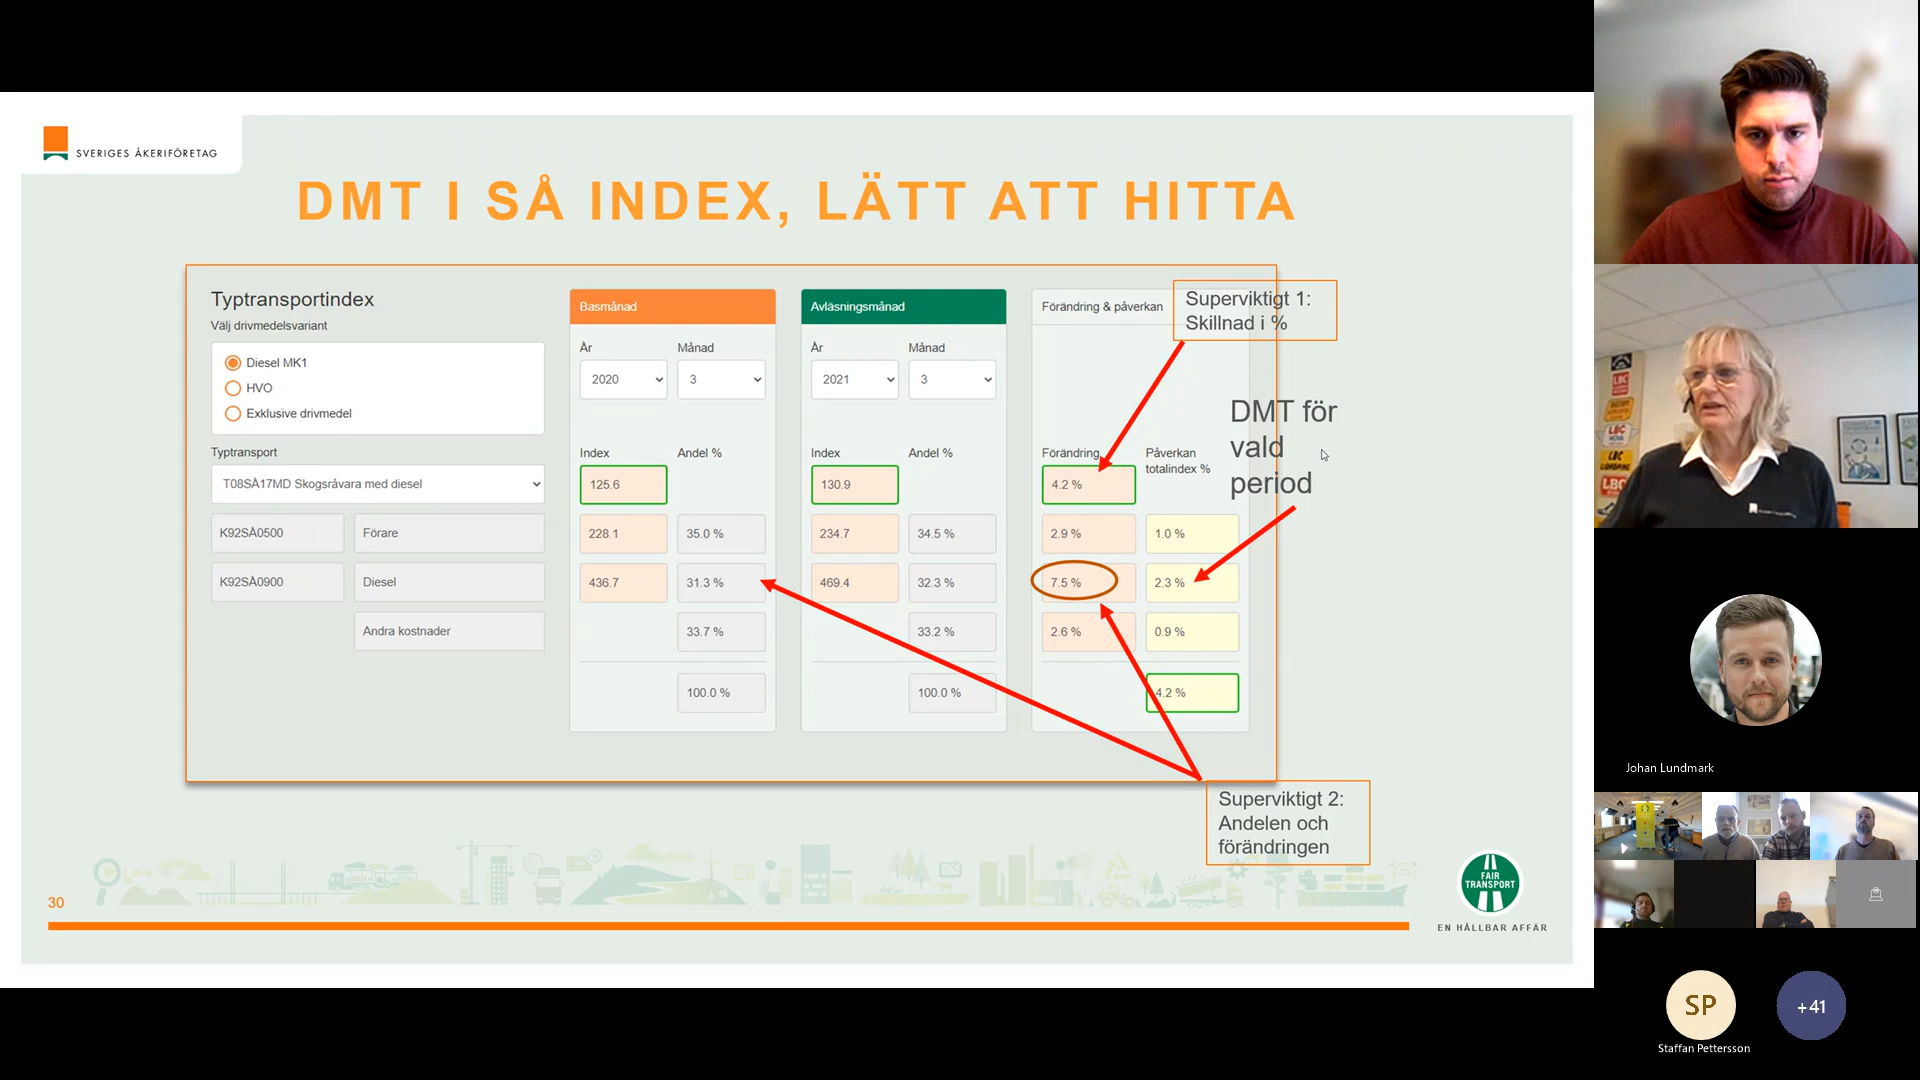 SVERIGES ÅKERIFÖRETAG
DMT I SÅ INDEX, LÄTT ATT HITTA
Typtransportindex
Välj drivmedelsvariant
Diesel MK1
HVO
Exklusive drivmedel
Typtransport
T08SÅ17MD Skogsråvara med diesel
K92SÅ0500 Förare
K92SÅ0900 Diesel
Andra kostnader
Basmånad
År Månad
2020 3
Index Andel %
125.6
228.1 35.0 %
436.7 31.3 %
33.7 %
100.0 %
Avläsningsmånad
År Månad
2021 3
Index Andel %
130.9
234.7 34.5 %
469.4 32.3 %
33.2 %
100.0 %
Förändring & påverkan
Förändring Påverkan
totalindex %
4.2 %
2.9 % 1.0 %
7.5 % 2.3 %
2.6 % 0.9 %
4.2 %
Superviktigt 1:
Skillnad i %
DMT för
vald
period
Superviktigt 2:
Andelen och
förändringen
30
FAIR
TRANSPORT
EN HÅLLBAR AFFÄR
LBC
LBC
LBC
Johan Lundmark
SP
+41
Staffan Pettersson